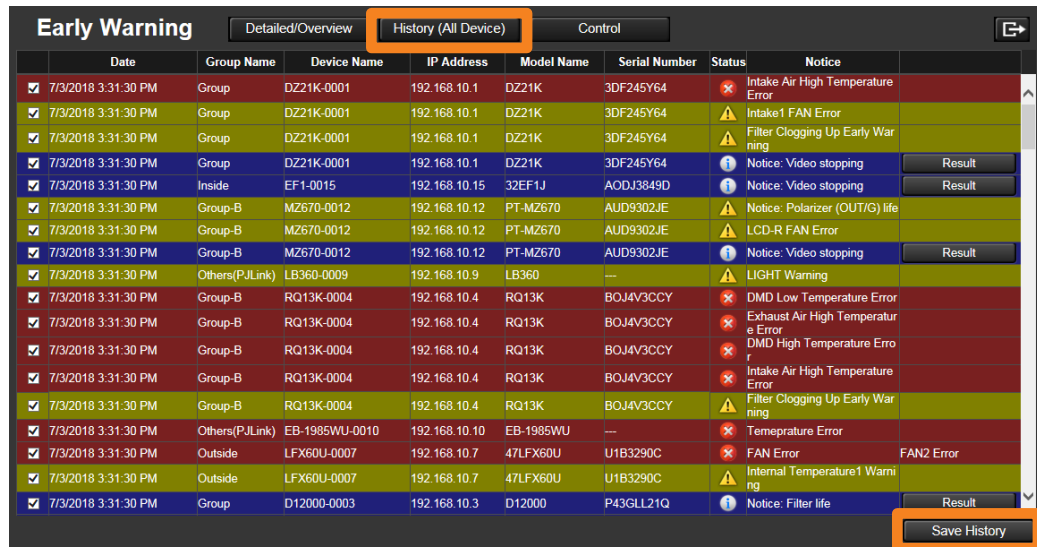 Early Warning Detailed/Overview History (All Device) Control
Date Group Name Device Name IP Address Model Name Serial Number Status Notice
7/3/2018 3:31:30 PM Group DZ21K-0001 192.168.10.1 DZ21K 3DF245Y64 Intake Air High Temperature
Error
7/3/2018 3:31:30 PM Group DZ21K-0001 192.168.10.1 DZ21K 3DF245Y64 Intake1 FAN Error
7/3/2018 3:31:30 PM Group DZ21K-0001 192.168.10.1 DZ21K 3DF245Y64 Filter Clogging Up Early War
ning
7/3/2018 3:31:30 PM Group DZ21K-0001 192.168.10.1 DZ21K 3DF245Y64 Notice: Video stopping Result
7/3/2018 3:31:30 PM Inside EF1-0015 192.168.10.15 32EF1J AODJ3849D Notice: Video stopping Result
7/3/2018 3:31:30 PM Group-B MZ670-0012 192.168.10.12 PT-MZ670 AUD9302JE Notice: Polarizer (OUT/G) life
7/3/2018 3:31:30 PM Group-B MZ670-0012 192.168.10.12 PT-MZ670 AUD9302JE LCD-R FAN Error
7/3/2018 3:31:30 PM Group-B MZ670-0012 192.168.10.12 PT-MZ670 AUD9302JE Notice: Video stopping Result
7/3/2018 3:31:30 PM Others(PJLink) LB360-0009 192.168.10.9 LB360 --- LIGHT Warning
7/3/2018 3:31:30 PM Group-B RQ13K-0004 192.168.10.4 RQ13K BOJ4V3CCY DMD Low Temperature Error
7/3/2018 3:31:30 PM Group-B RQ13K-0004 192.168.10.4 RQ13K BOJ4V3CCY Exhaust Air High Temperatur
e Error
7/3/2018 3:31:30 PM Group-B RQ13K-0004 192.168.10.4 RQ13K BOJ4V3CCY DMD High Temperature Erro
r
7/3/2018 3:31:30 PM Group-B RQ13K-0004 192.168.10.4 RQ13K BOJ4V3CCY Intake Air High Temperature
Error
7/3/2018 3:31:30 PM Group-B RQ13K-0004 192.168.10.4 RQ13K BOJ4V3CCY Filter Clogging Up Early War
ning
7/3/2018 3:31:30 PM Others(PJLink) EB-1985WU-0010 192.168.10.10 EB-1985WU --- Temeprature Error
7/3/2018 3:31:30 PM Outside LFX60U-0007 192.168.10.7 47LFX60U U1B3290C FAN Error FAN2 Error
7/3/2018 3:31:30 PM Outside LFX60U-0007 192.168.10.7 47LFX60U U1B3290C Internal Temperature1 Warni
ng
7/3/2018 3:31:30 PM Group D12000-0003 192.168.10.3 D12000 P43GLL21Q Notice: Filter life Result
Save History